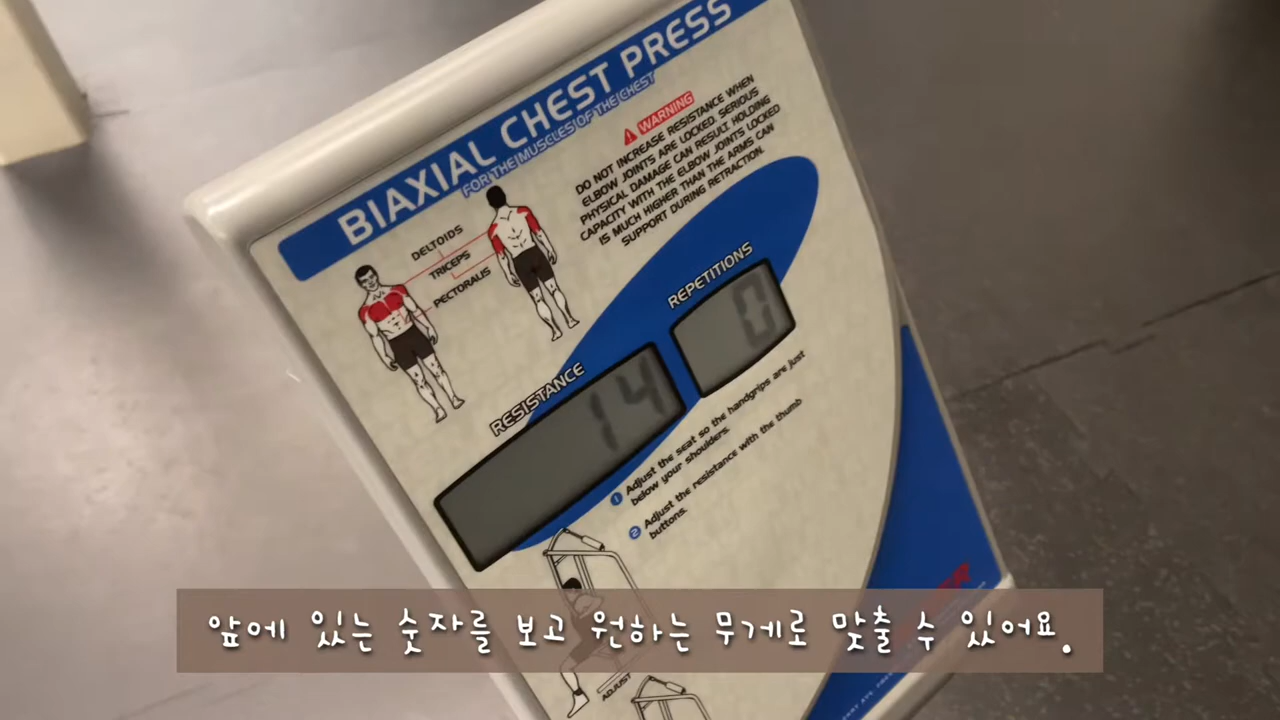 BIAXIAL CHEST PRESS
FOR THE MUSCLES OF THE CHEST
WARNING
DO NOT INCREASE RESISTANCE WHEN
ELBOW JOINTS ARE LOCKED. SERIOUS
PHYSICAL DAMAGE CAN RESULT HOLDING
CAPACITY WITH THE ELBOW JOINTS LOCKED
IS MUCH HIGHER THAN THE ARMS CAN
SUPPORT DURING RETRACTION.
DELTOIDS
TRICEPS
PECTORALIS
REPETITIONS
0
RESISTANCE
14
1 Adjust the seat so the handgrips are just
below your shoulders.
2 Adjust the resistance with the thumb
buttons.
앞에 있는 숫자를 보고 원하는 무게로 맞출 수 있어요.
ADJUST